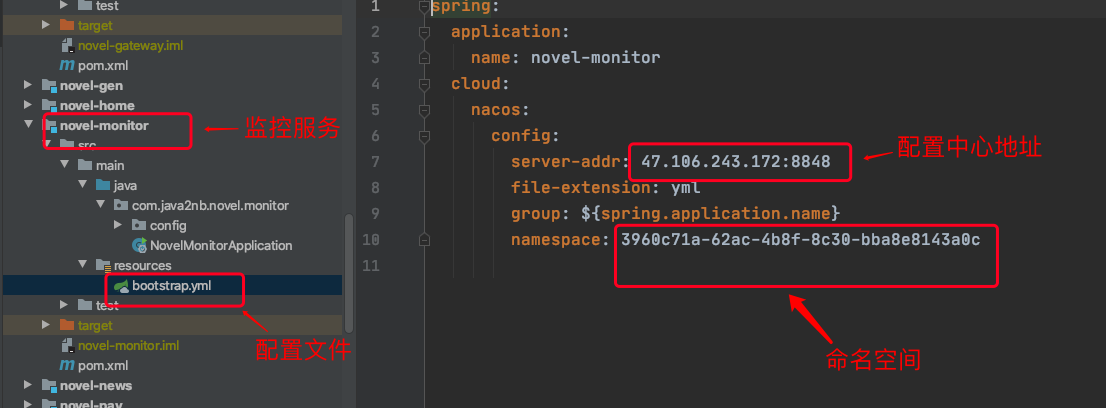 test
target
novel-gateway.iml
pom.xml
novel-gen
novel-home
novel-monitor
监控服务
src
main
java
com.java2nb.novel.monitor
config
NovelMonitorApplication
resources
bootstrap.yml
test
配置文件
target
novel-monitor.iml
pom.xml
novel-news
novel-pay
1 spring:
2 application:
3 name: novel-monitor
4 cloud:
5 nacos:
6 config:
7 server-addr: 47.106.243.172:8848
配置中心地址
8 file-extension: yml
9 group: ${spring.application.name}
10 namespace: 3960c71a-62ac-4b8f-8c30-bba8e8143a0c
11
命名空间